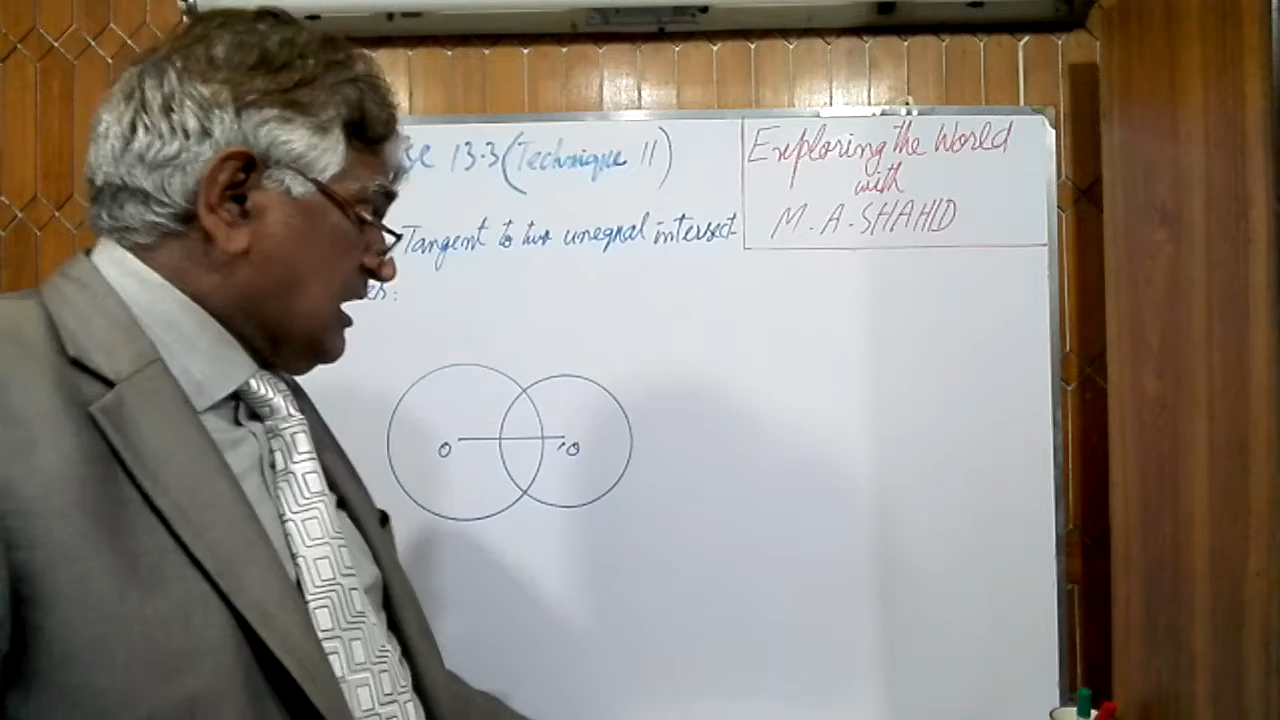 13.3 (Technique 11)
Tangent to two unequal intersect
Exploring the World
with
M. A. SHAHID
O
'O